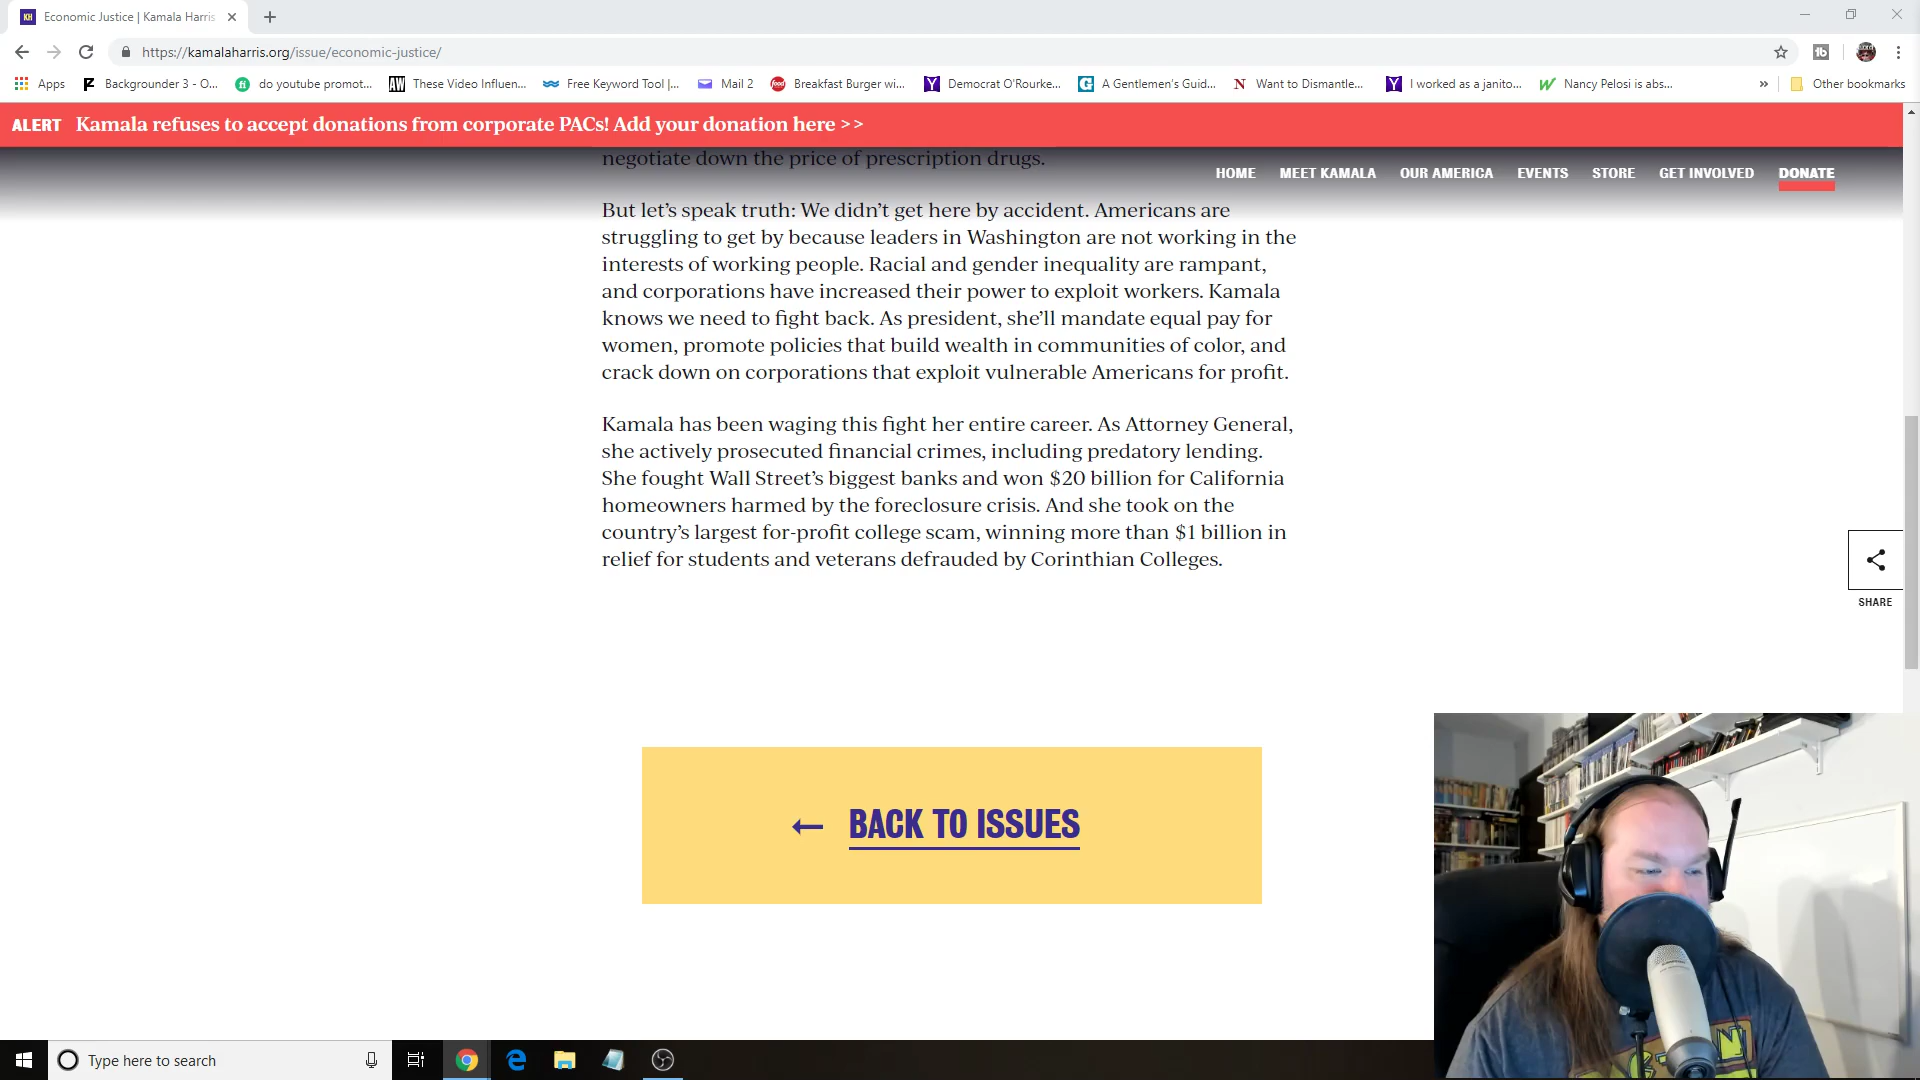 KH Economic Justice | Kamala Harris
https://kamalaharris.org/issue/economic-justice/
Apps Backgrounder 3 - O... do youtube promot... AW These Video Influen... Free Keyword Tool |... Mail 2 food Breakfast Burger wi... Y Democrat O'Rourke... G A Gentlemen's Guid... N Want to Dismantle... Y I worked as a janito... Nancy Pelosi is abs... » Other bookmarks
ALERT Kamala refuses to accept donations from corporate PACs! Add your donation here >>
negotiate down the price of prescription drugs.
HOME MEET KAMALA OUR AMERICA EVENTS STORE GET INVOLVED DONATE
But let's speak truth: We didn't get here by accident. Americans are
struggling to get by because leaders in Washington are not working in the
interests of working people. Racial and gender inequality are rampant,
and corporations have increased their power to exploit workers. Kamala
knows we need to fight back. As president, she'll mandate equal pay for
women, promote policies that build wealth in communities of color, and
crack down on corporations that exploit vulnerable Americans for profit.
Kamala has been waging this fight her entire career. As Attorney General,
she actively prosecuted financial crimes, including predatory lending.
She fought Wall Street's biggest banks and won $20 billion for California
homeowners harmed by the foreclosure crisis. And she took on the
country's largest for-profit college scam, winning more than $1 billion in
relief for students and veterans defrauded by Corinthian Colleges.
SHARE
← BACK TO ISSUES
Type here to search